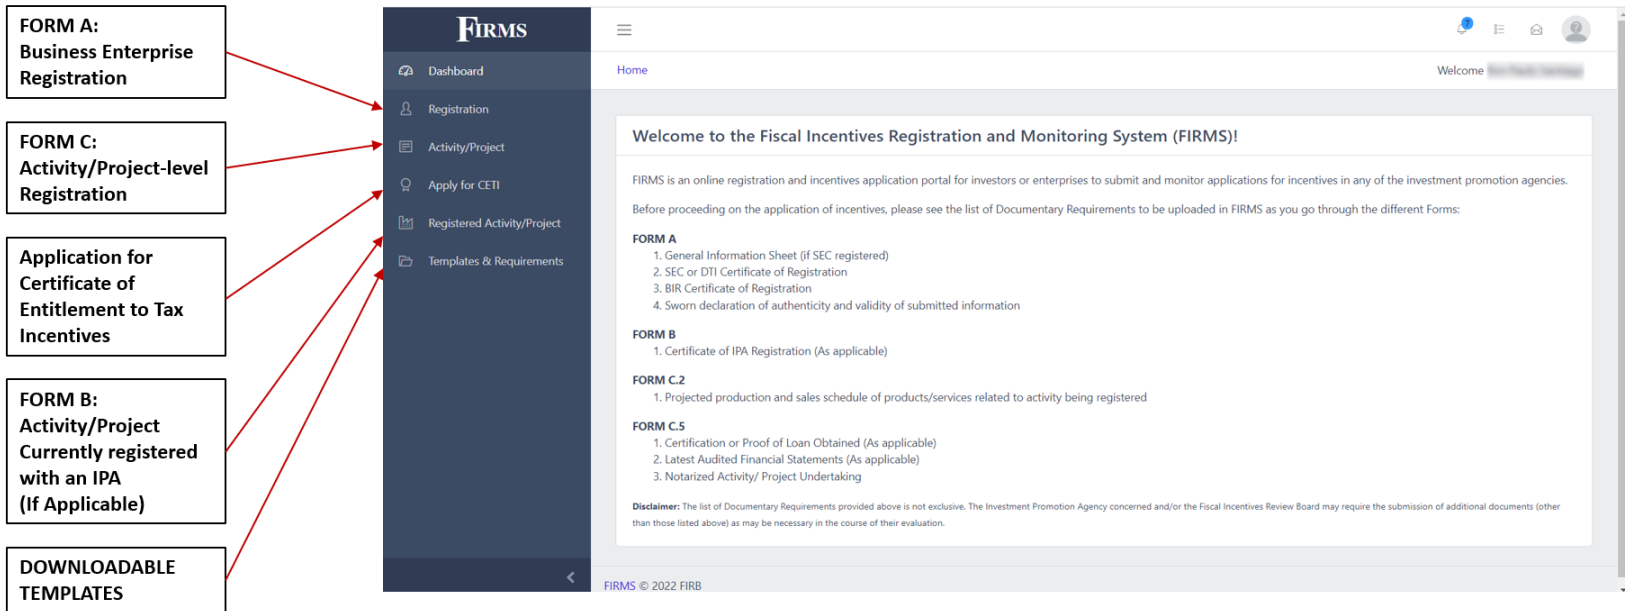 FORM A:
Business Enterprise
Registration
FORM C:
Activity/Project-level
Registration
Application for
Certificate of
Entitlement to Tax
Incentives
FORM B:
Activity/Project
Currently registered
with an IPA
(If Applicable)
DOWNLOADABLE
TEMPLATES
FIRMS
Dashboard
Registration
Activity/Project
Apply for CETI
Registered Activity/Project
Templates & Requirements
7
Home
Welcome
Welcome to the Fiscal Incentives Registration and Monitoring System (FIRMS)!
FIRMS is an online registration and incentives application portal for investors or enterprises to submit and monitor applications for incentives in any of the investment promotion agencies.
Before proceeding on the application of incentives, please see the list of Documentary Requirements to be uploaded in FIRMS as you go through the different Forms:
FORM A
1. General Information Sheet (if SEC registered)
2. SEC or DTI Certificate of Registration
3. BIR Certificate of Registration
4. Sworn declaration of authenticity and validity of submitted information
FORM B
1. Certificate of IPA Registration (As applicable)
FORM C.2
1. Projected production and sales schedule of products/services related to activity being registered
FORM C.5
1. Certification or Proof of Loan Obtained (As applicable)
2. Latest Audited Financial Statements (As applicable)
3. Notarized Activity/ Project Undertaking
Disclaimer: The list of Documentary Requirements provided above is not exclusive. The Investment Promotion Agency concerned and/or the Fiscal Incentives Review Board may require the submission of additional documents (other
than those listed above) as may be necessary in the course of their evaluation.
FIRMS © 2022 FIRB